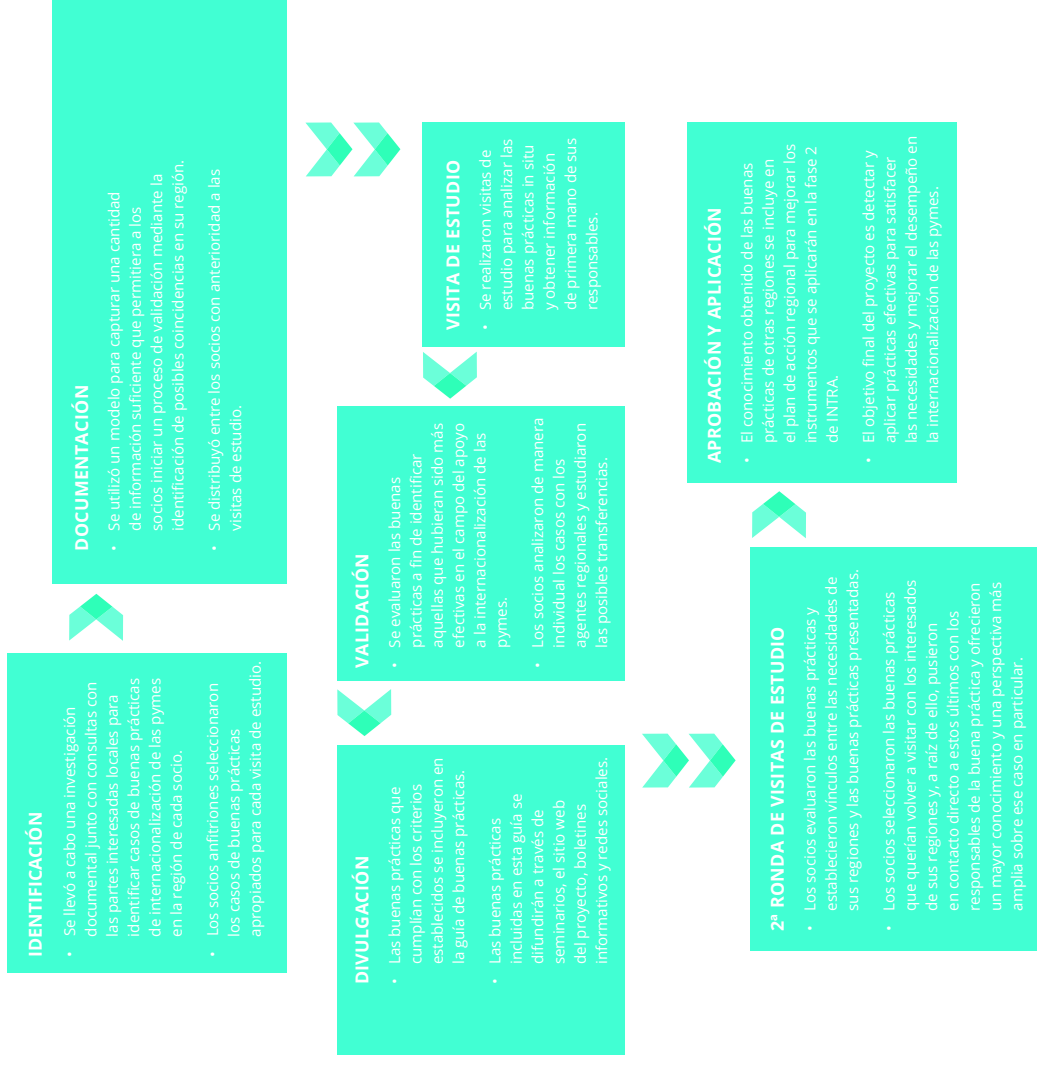 IDENTIFICACIÓN
• Se llevó a cabo una investigación
documental junto con consultas con
las partes interesadas locales para
identificar casos de buenas prácticas
de internacionalización de las pymes
en la región de cada socio.
• Los socios anfitriones seleccionaron
los casos de buenas prácticas
apropiados para cada visita de estudio.
DOCUMENTACIÓN
• Se utilizó un modelo para capturar una cantidad
de información suficiente que permitiera a los
socios iniciar un proceso de validación mediante la
identificación de posibles coincidencias en su región.
• Se distribuyó entre los socios con anterioridad a las
visitas de estudio.
VISITA DE ESTUDIO
• Se realizaron visitas de
estudio para analizar las
buenas prácticas in situ
y obtener información
de primera mano de sus
responsables.
VALIDACIÓN
• Se evaluaron las buenas
prácticas a fin de identificar
aquellas que hubieran sido más
efectivas en el campo del apoyo
a la internacionalización de las
pymes.
• Los socios analizaron de manera
individual los casos con los
agentes regionales y estudiaron
las posibles transferencias.
DIVULGACIÓN
• Las buenas prácticas que
cumplían con los criterios
establecidos se incluyeron en
la guía de buenas prácticas.
• Las buenas prácticas
incluidas en esta guía se
difundirán a través de
seminarios, el sitio web
del proyecto, boletines
informativos y redes sociales.
2ª RONDA DE VISITAS DE ESTUDIO
• Los socios evaluaron las buenas prácticas y
establecieron vínculos entre las necesidades de
sus regiones y las buenas prácticas presentadas.
• Los socios seleccionaron las buenas prácticas
que querían volver a visitar con los interesados
de sus regiones y, a raíz de ello, pusieron
en contacto directo a estos últimos con los
responsables de la buena práctica y ofrecieron
un mayor conocimiento y una perspectiva más
amplia sobre ese caso en particular.
APROBACIÓN Y APLICACIÓN
• El conocimiento obtenido de las buenas
prácticas de otras regiones se incluye en
el plan de acción regional para mejorar los
instrumentos que se aplicarán en la fase 2
de INTRA.
• El objetivo final del proyecto es detectar y
aplicar prácticas efectivas para satisfacer
las necesidades y mejorar el desempeño en
la internacionalización de las pymes.